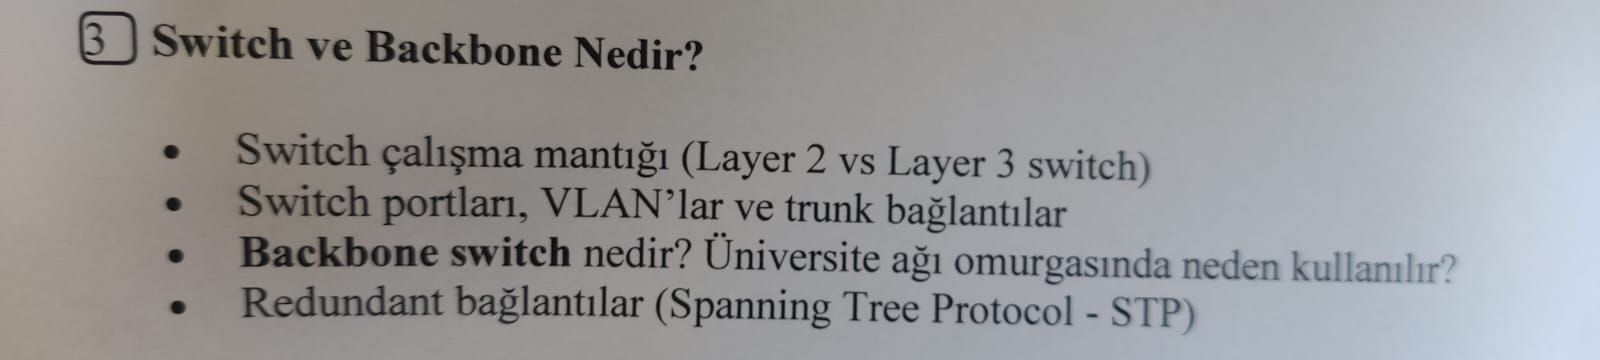 3 Switch ve Backbone Nedir?
• Switch çalışma mantığı (Layer 2 vs Layer 3 switch)
• Switch portları, VLAN’lar ve trunk bağlantılar
• Backbone switch nedir? Üniversite ağı omurgasında neden kullanılır?
• Redundant bağlantılar (Spanning Tree Protocol - STP)